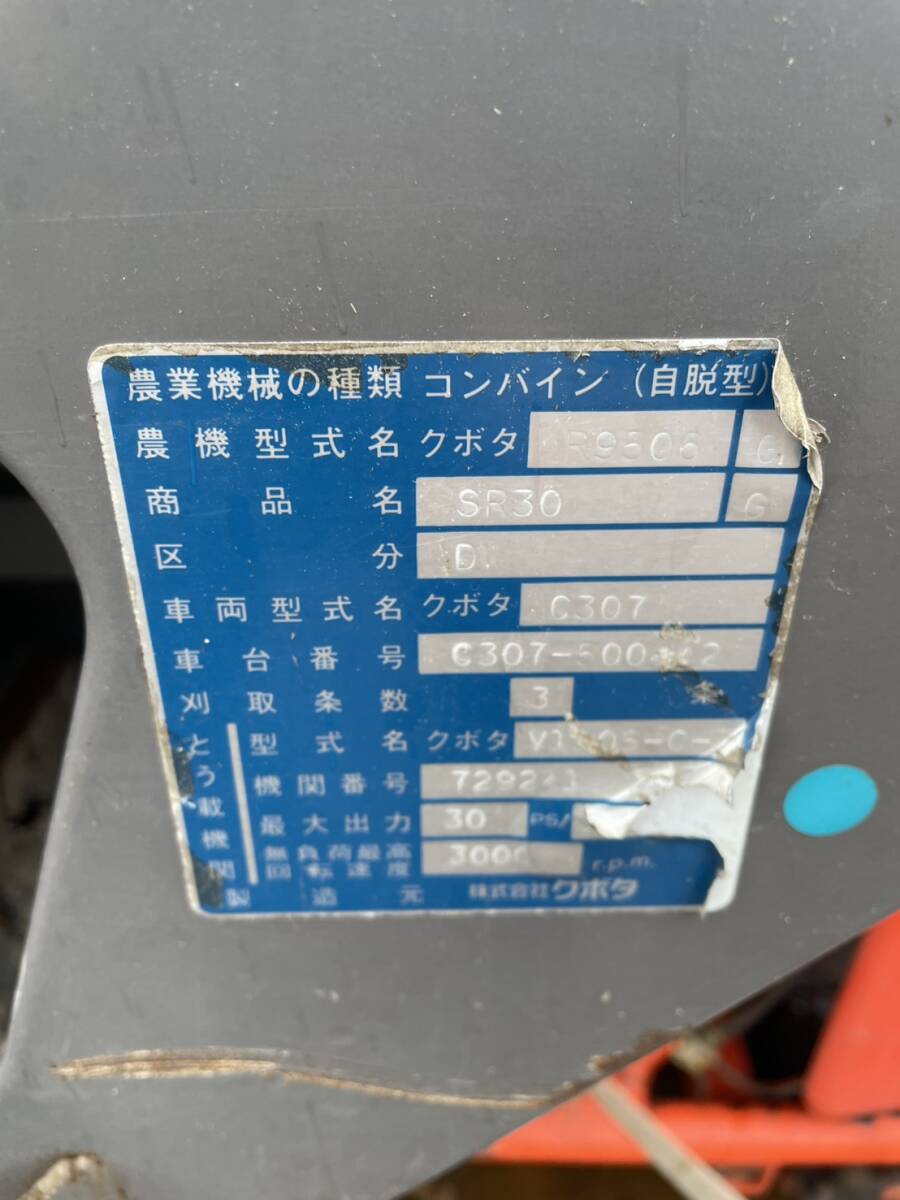 農業機械の種類 コンバイン (自脱型)
農機型式名 クボタ R9506 G
商品名 SR30 G
区分
車両型式名 クボタ C307
車台番号
刈取条数 3 条
とう載機関
型式名 クボタ
機関番号
最大出力 30 PS/
無負荷最高回転速度 r.p.m.
製造元 株式会社クボタ